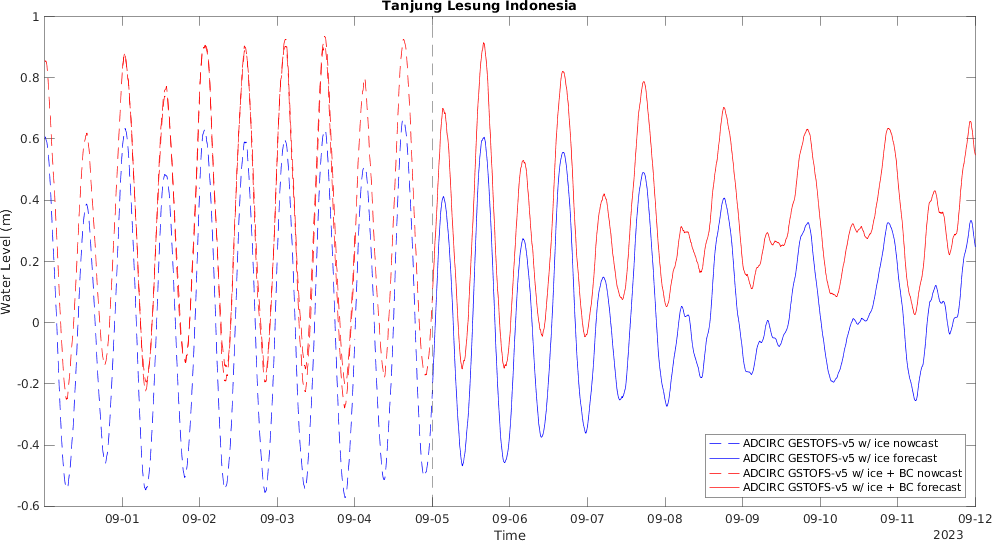 Tanjung Lesung Indonesia
Water Level (m)
1
0.8
0.6
0.4
0.2
0
-0.2
-0.4
-0.6
ADCIRC GESTOFS-v5 w/ ice nowcast
ADCIRC GESTOFS-v5 w/ ice forecast
ADCIRC GSTOFS-v5 w/ ice + BC nowcast
ADCIRC GSTOFS-v5 w/ ice + BC forecast
09-01 09-02 09-03 09-04 09-05 09-06 09-07 09-08 09-09 09-10 09-11 09-12
Time
2023